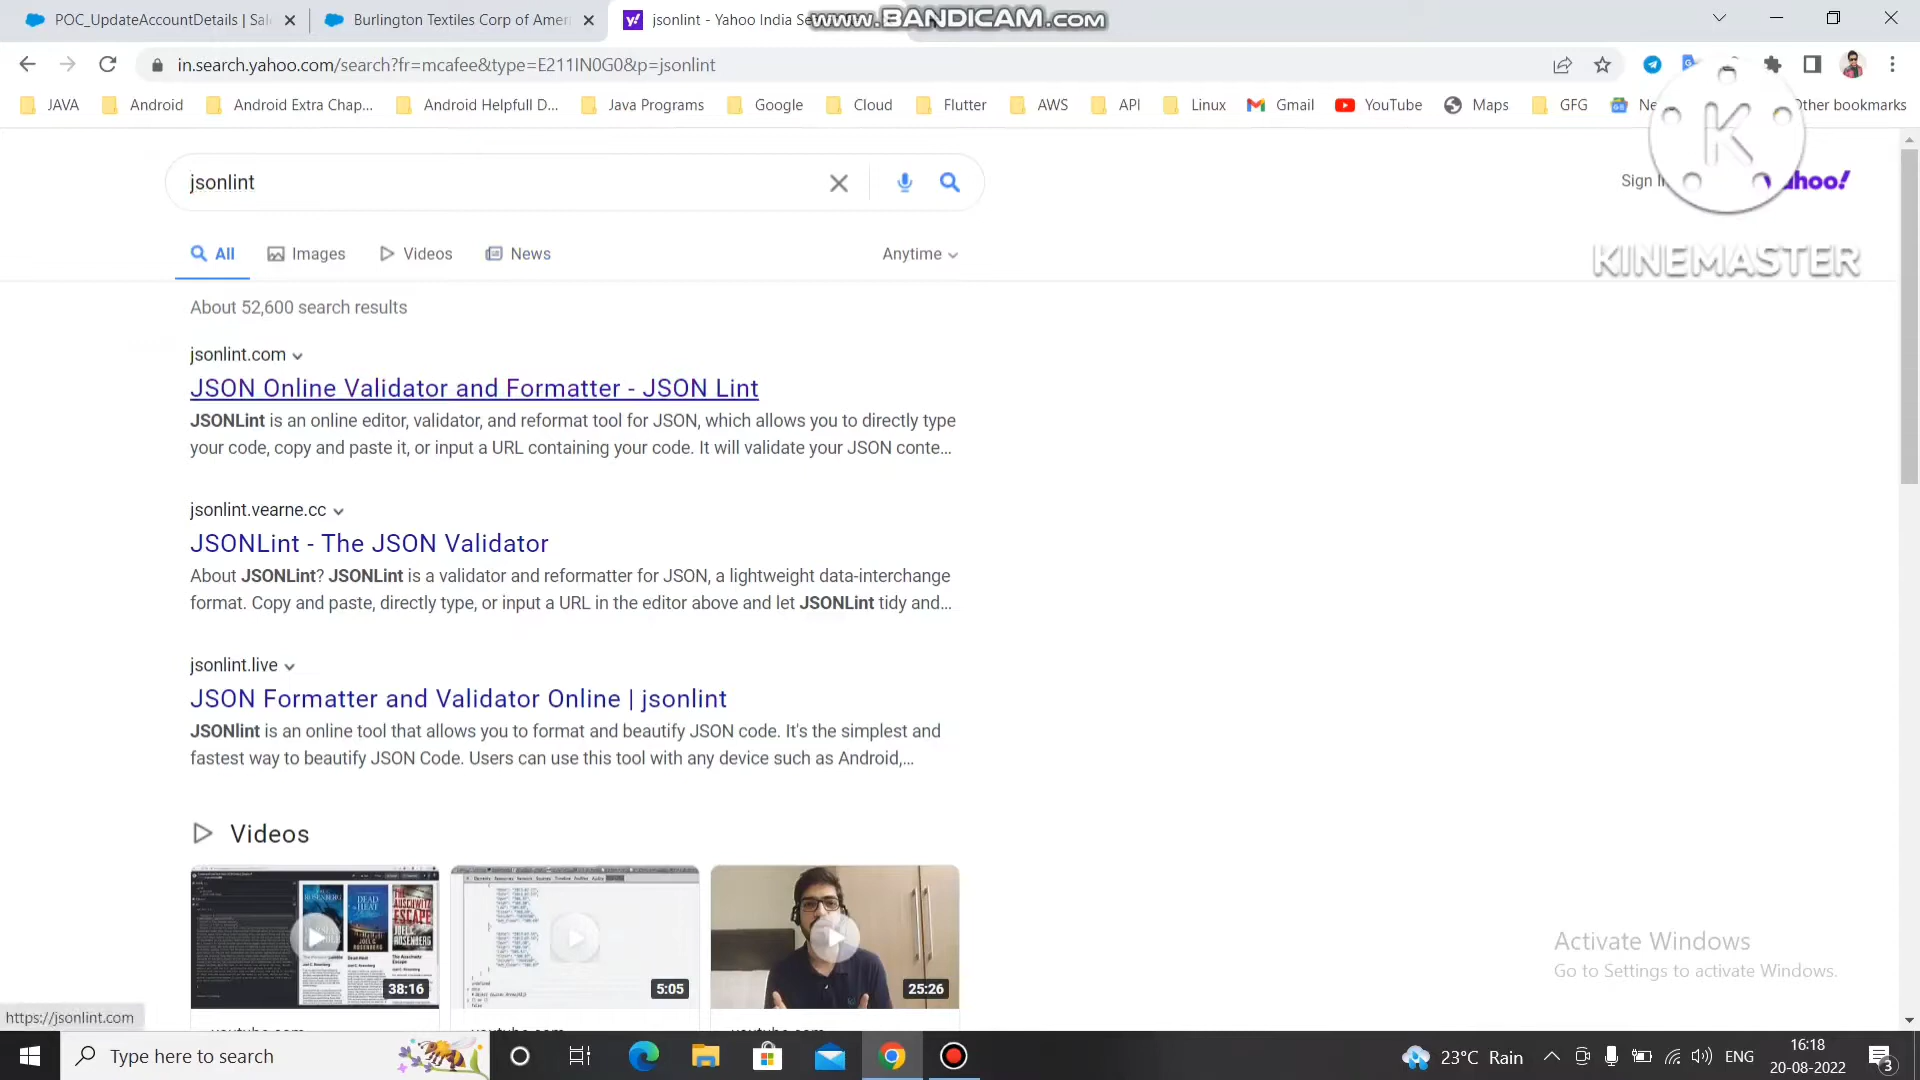 POC_UpdateAccountDetails | Sal
Burlington Textiles Corp of Amer
jsonlint - Yahoo India Se
www.BANDICAM.com
in.search.yahoo.com/search?fr=mcafee&type=E211IN0G0&p=jsonlint
JAVA
Android
Android Extra Chap...
Android Helpfull D...
Java Programs
Google
Cloud
Flutter
AWS
API
Linux
Gmail
YouTube
Maps
GFG
Other bookmarks
jsonlint
Sign In
K
KINEMASTER
All
Images
Videos
News
Anytime
About 52,600 search results
jsonlint.com
JSON Online Validator and Formatter - JSON Lint
JSONLint is an online editor, validator, and reformat tool for JSON, which allows you to directly type
your code, copy and paste it, or input a URL containing your code. It will validate your JSON conte...
jsonlint.vearne.cc
JSONLint - The JSON Validator
About JSONLint? JSONLint is a validator and reformatter for JSON, a lightweight data-interchange
format. Copy and paste, directly type, or input a URL in the editor above and let JSONLint tidy and...
jsonlint.live
JSON Formatter and Validator Online | jsonlint
JSONlint is an online tool that allows you to format and beautify JSON code. It's the simplest and
fastest way to beautify JSON Code. Users can use this tool with any device such as Android,...
Videos
38:16
5:05
25:26
Activate Windows
Go to Settings to activate Windows.
https://jsonlint.com
Type here to search
23°C Rain
ENG
16:18
20-08-2022
3